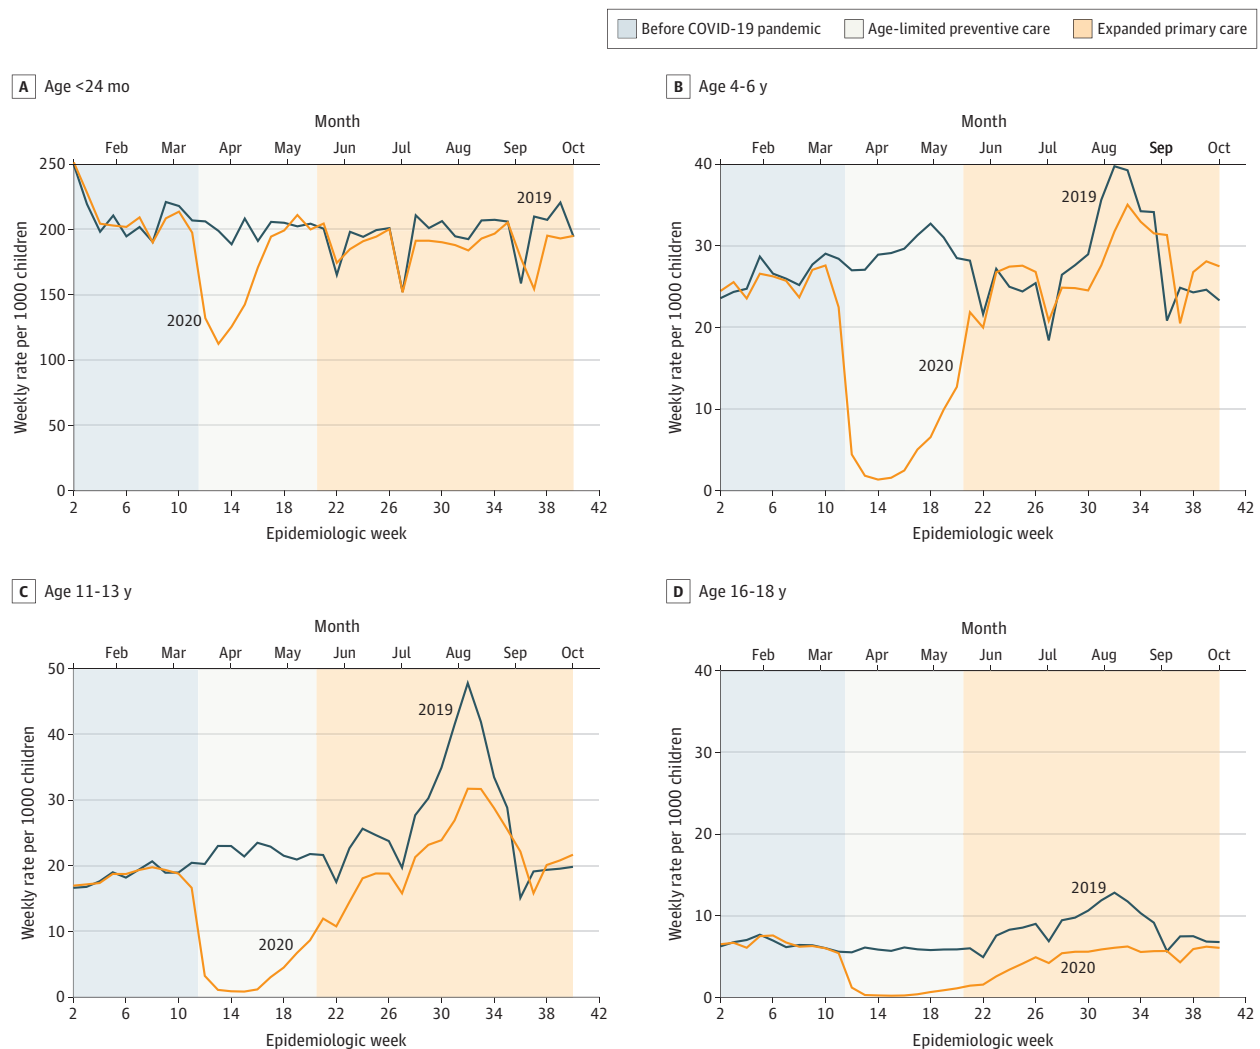 Before COVID-19 pandemic Age-limited preventive care Expanded primary care
A Age <24 mo
Month
Feb Mar Apr May Jun Jul Aug Sep Oct
250
200
150
100
50
0
Weekly rate per 1000 children
2019
2020
2 6 10 14 18 22 26 30 34 38 42
Epidemiologic week
B Age 4-6 y
Month
Feb Mar Apr May Jun Jul Aug Sep Oct
40
30
20
10
0
Weekly rate per 1000 children
2019
2020
2 6 10 14 18 22 26 30 34 38 42
Epidemiologic week
C Age 11-13 y
Month
Feb Mar Apr May Jun Jul Aug Sep Oct
50
40
30
20
10
0
Weekly rate per 1000 children
2019
2020
2 6 10 14 18 22 26 30 34 38 42
Epidemiologic week
D Age 16-18 y
Month
Feb Mar Apr May Jun Jul Aug Sep Oct
40
30
20
10
0
Weekly rate per 1000 children
2019
2020
2 6 10 14 18 22 26 30 34 38 42
Epidemiologic week